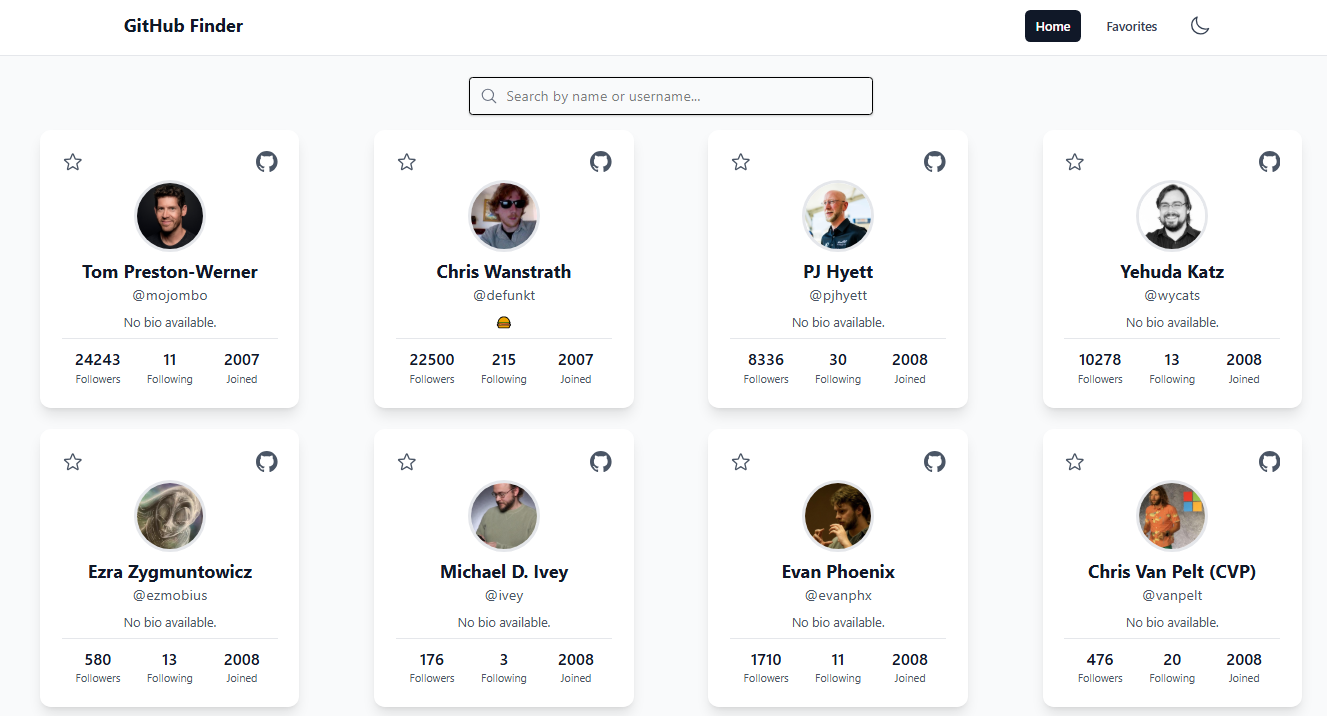 GitHub Finder
Home Favorites
Search by name or username...
Tom Preston-Werner
@mojombo
No bio available.
24243 11 2007
Followers Following Joined
Chris Wanstrath
@defunkt
🍔
22500 215 2007
Followers Following Joined
PJ Hyett
@pjhyett
No bio available.
8336 30 2008
Followers Following Joined
Yehuda Katz
@wycats
No bio available.
10278 13 2008
Followers Following Joined
Ezra Zygmuntowicz
@ezmobius
No bio available.
580 13 2008
Followers Following Joined
Michael D. Ivey
@ivey
No bio available.
176 3 2008
Followers Following Joined
Evan Phoenix
@evanphx
No bio available.
1710 11 2008
Followers Following Joined
Chris Van Pelt (CVP)
@vanpelt
No bio available.
476 20 2008
Followers Following Joined